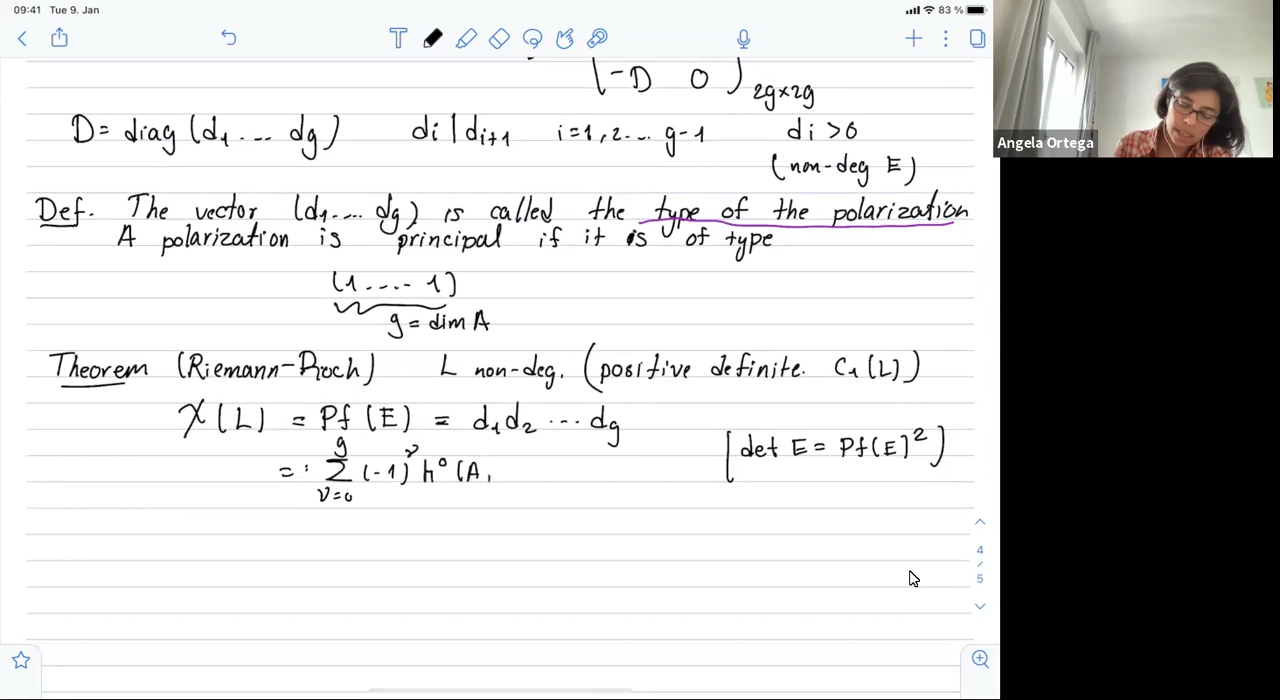 09:41 Tue 9. Jan 83 %
(-D 0) 2g×2g
D = diag (d1 .... dg) di | di+1 i=1,2.... g-1 di > 0
(non-deg E)
Def. The vector (d1.... dg) is called the type of the polarization
A polarization is principal if it is of type
(1 .... 1)
g = dim A
Theorem (Riemann-Roch) L non-deg. (positive definite. C1(L))
χ(L) = Pf(E) = d1d2 ... dg
[det E = Pf(E)²)
=: Σ_{ν=0}^{g} (-1)^ν h⁰(A,
Angela Ortega
4
/
5